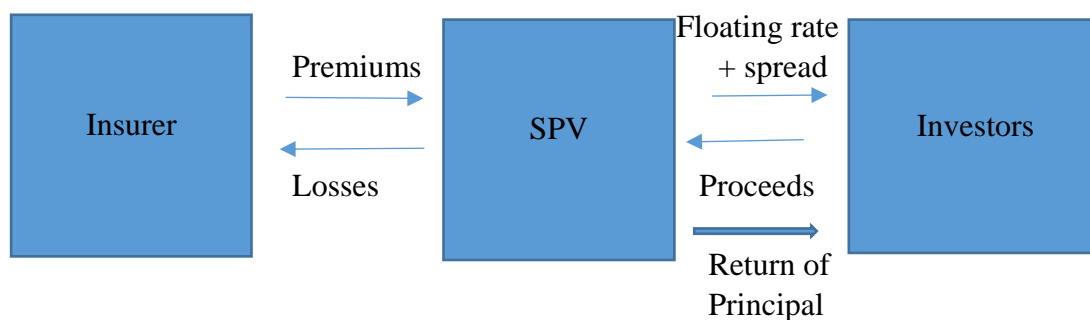 Insurer
Premiums
Losses
SPV
Floating rate
+ spread
Proceeds
Return of
Principal
Investors